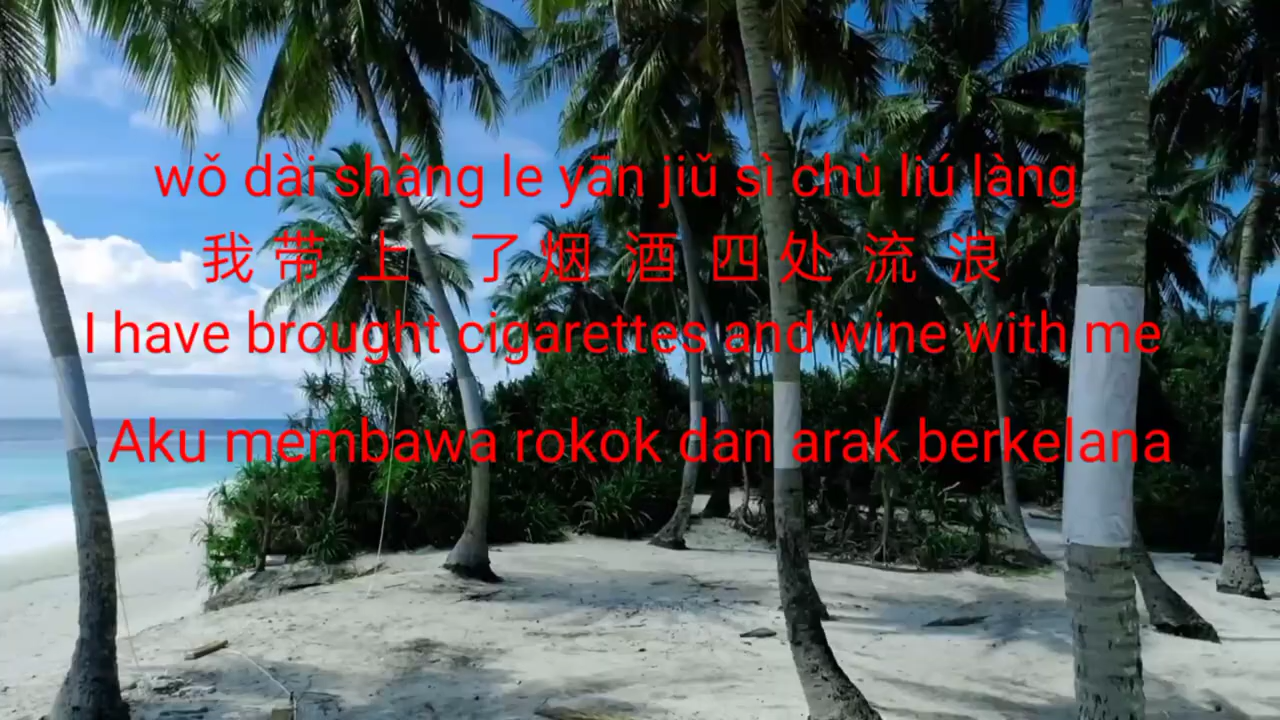 wǒ dài shàng le yān jiǔ sì chù liú làng
我 带 上 了 烟 酒 四 处 流 浪
I have brought cigarettes and wine with me
Aku membawa rokok dan arak berkelana